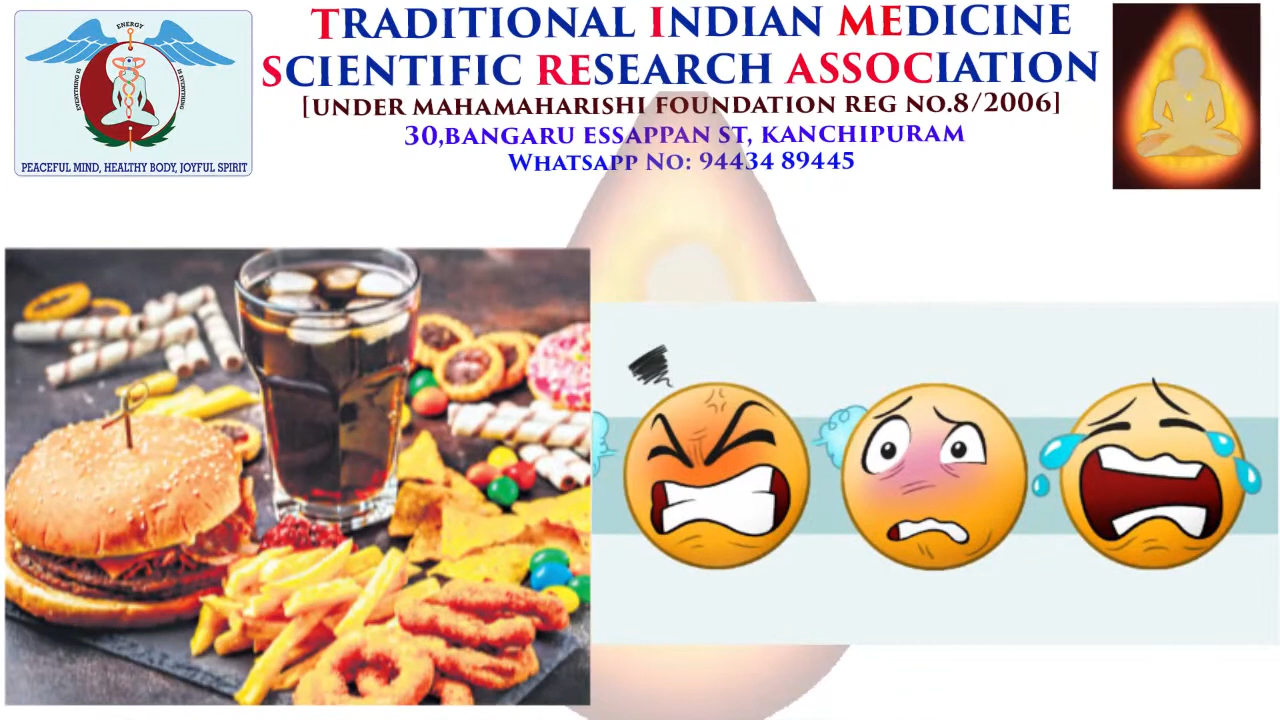 TRADITIONAL INDIAN MEDICINE
SCIENTIFIC RESEARCH ASSOCIATION
[UNDER MAHAMAHARISHI FOUNDATION REG NO.8/2006]
30,BANGARU ESSAPPAN ST, KANCHIPURAM
WHATSAPP NO: 94434 89445
ENERGY
EVERYTHING IS
IS EVERYTHING
PEACEFUL MIND, HEALTHY BODY, JOYFUL SPIRIT